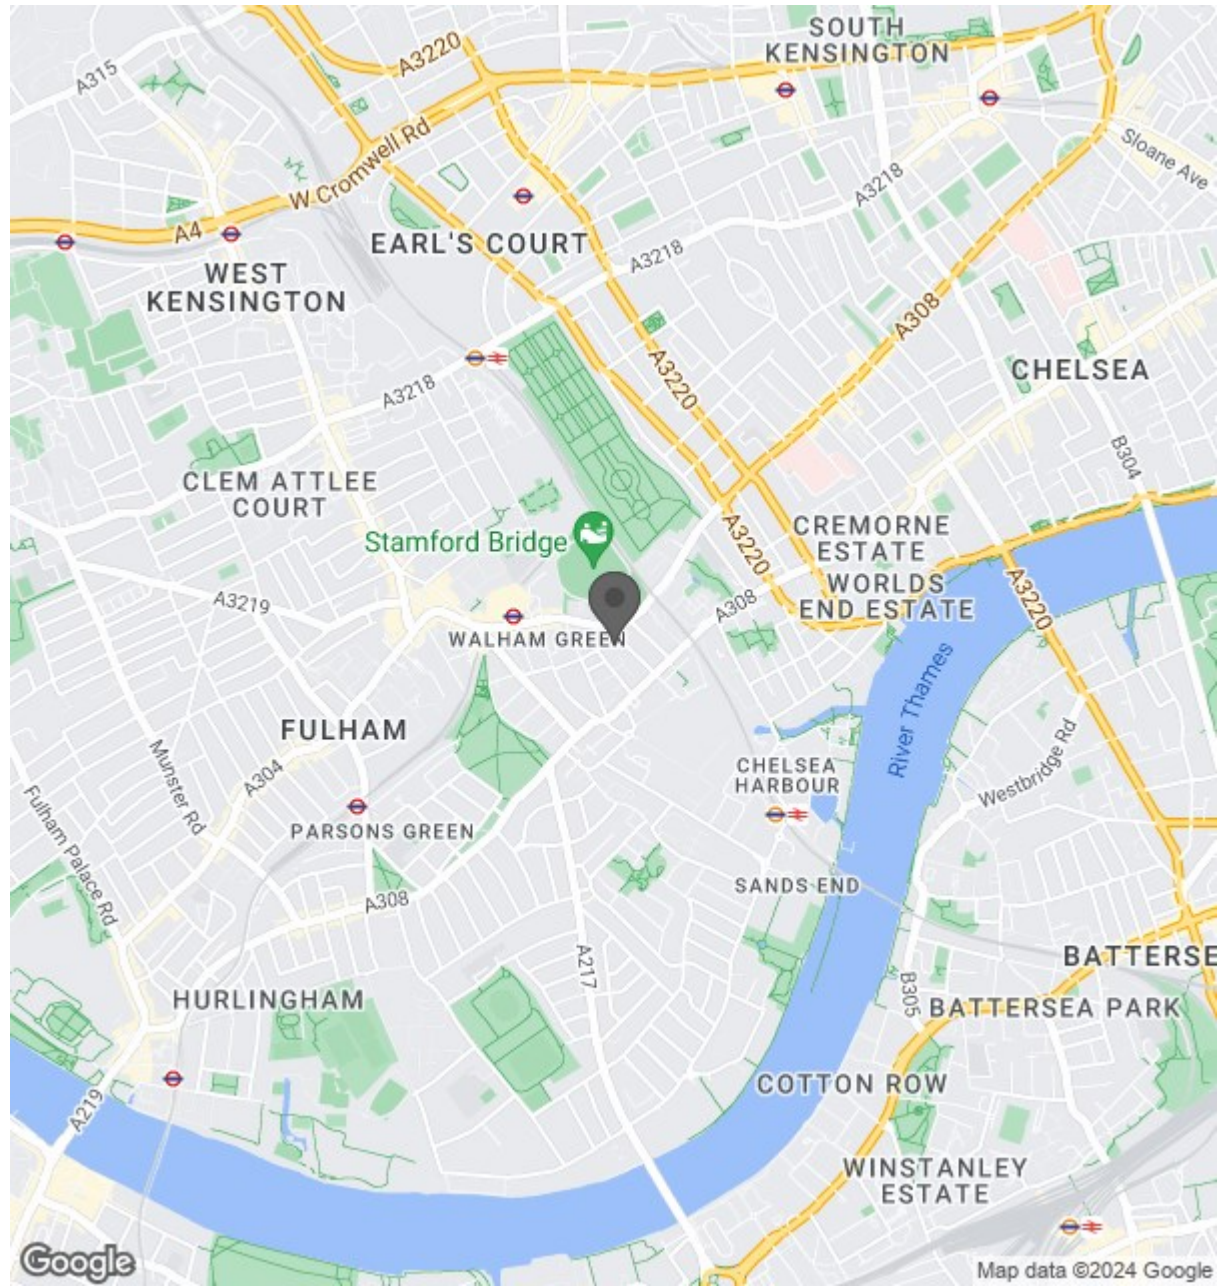 SOUTH
KENSINGTON
A3220
A315
Sloane Ave
W Cromwell Rd
A3218
A4
EARL'S COURT
A3218
WEST
KENSINGTON
A308
A3220
CHELSEA
A3218
B304
CLEM ATTLEE
COURT
Stamford Bridge
A3220
CREMORNE
ESTATE
WORLDS
END ESTATE
A3219
A308
A3220
WALHAM GREEN
River Thames
FULHAM
Munster Rd
A304
CHELSEA
HARBOUR
Westbridge Rd
Fulham Palace Rd
PARSONS GREEN
SANDS END
A308
A217
BATTERSE
HURLINGHAM
B305
BATTERSEA PARK
COTTON ROW
A219
WINSTANLEY
ESTATE
Google
Map data ©2024 Google